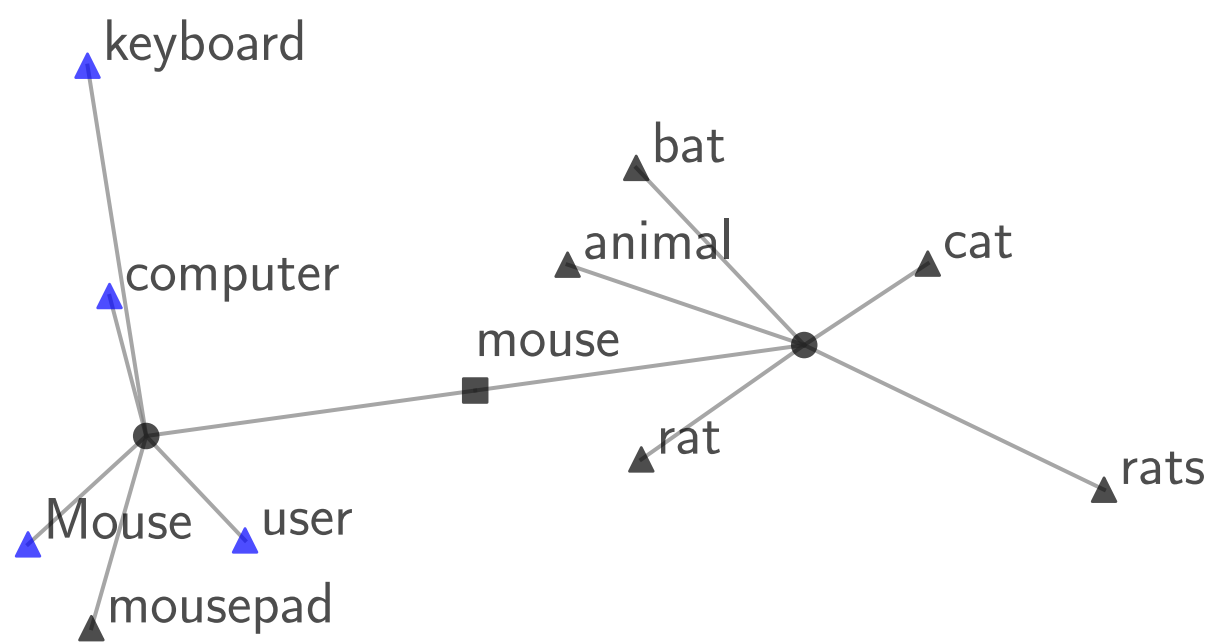 keyboard
bat
animal
cat
computer
mouse
rat
rats
Mouse
user
mousepad